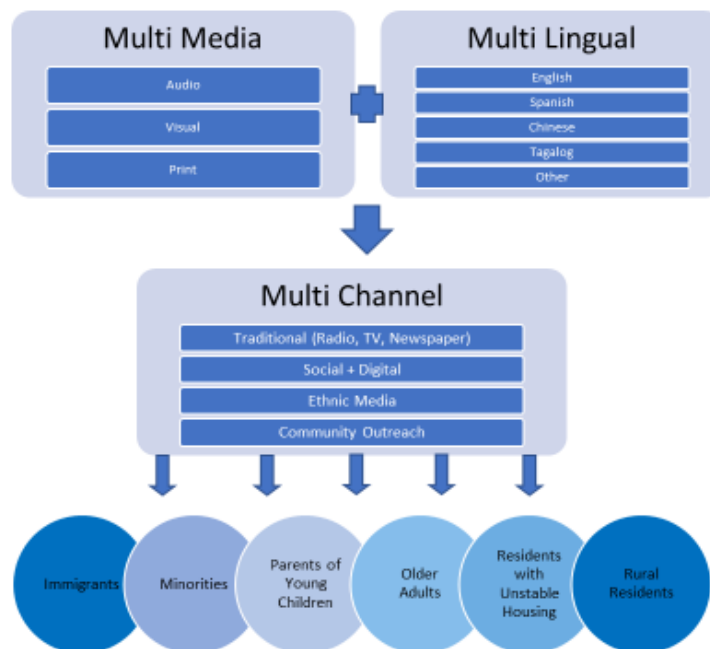 Multi Media
Audio
Visual
Print
Multi Lingual
English
Spanish
Chinese
Tagalog
Other
Multi Channel
Traditional (Radio, TV, Newspaper)
Social + Digital
Ethnic Media
Community Outreach
Immigrants
Minorities
Parents of
Young
Children
Older
Adults
Residents
with
Unstable
Housing
Rural
Residents